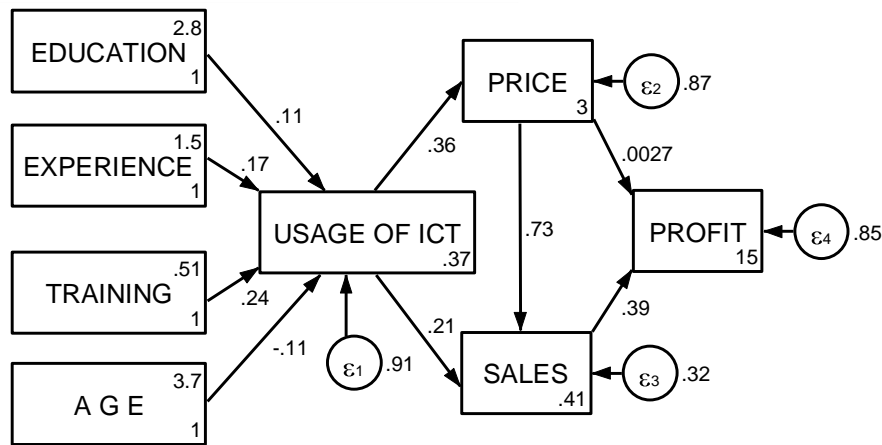 2.8
EDUCATION
1
.11
1.5
EXPERIENCE
1
.17
.51
TRAINING
1
.24
3.7
A G E
1
-.11
USAGE OF ICT
.37
ε1
.91
.36
.21
PRICE
3
ε2
.87
.73
.0027
SALES
.41
ε3
.32
.39
PROFIT
15
ε4
.85